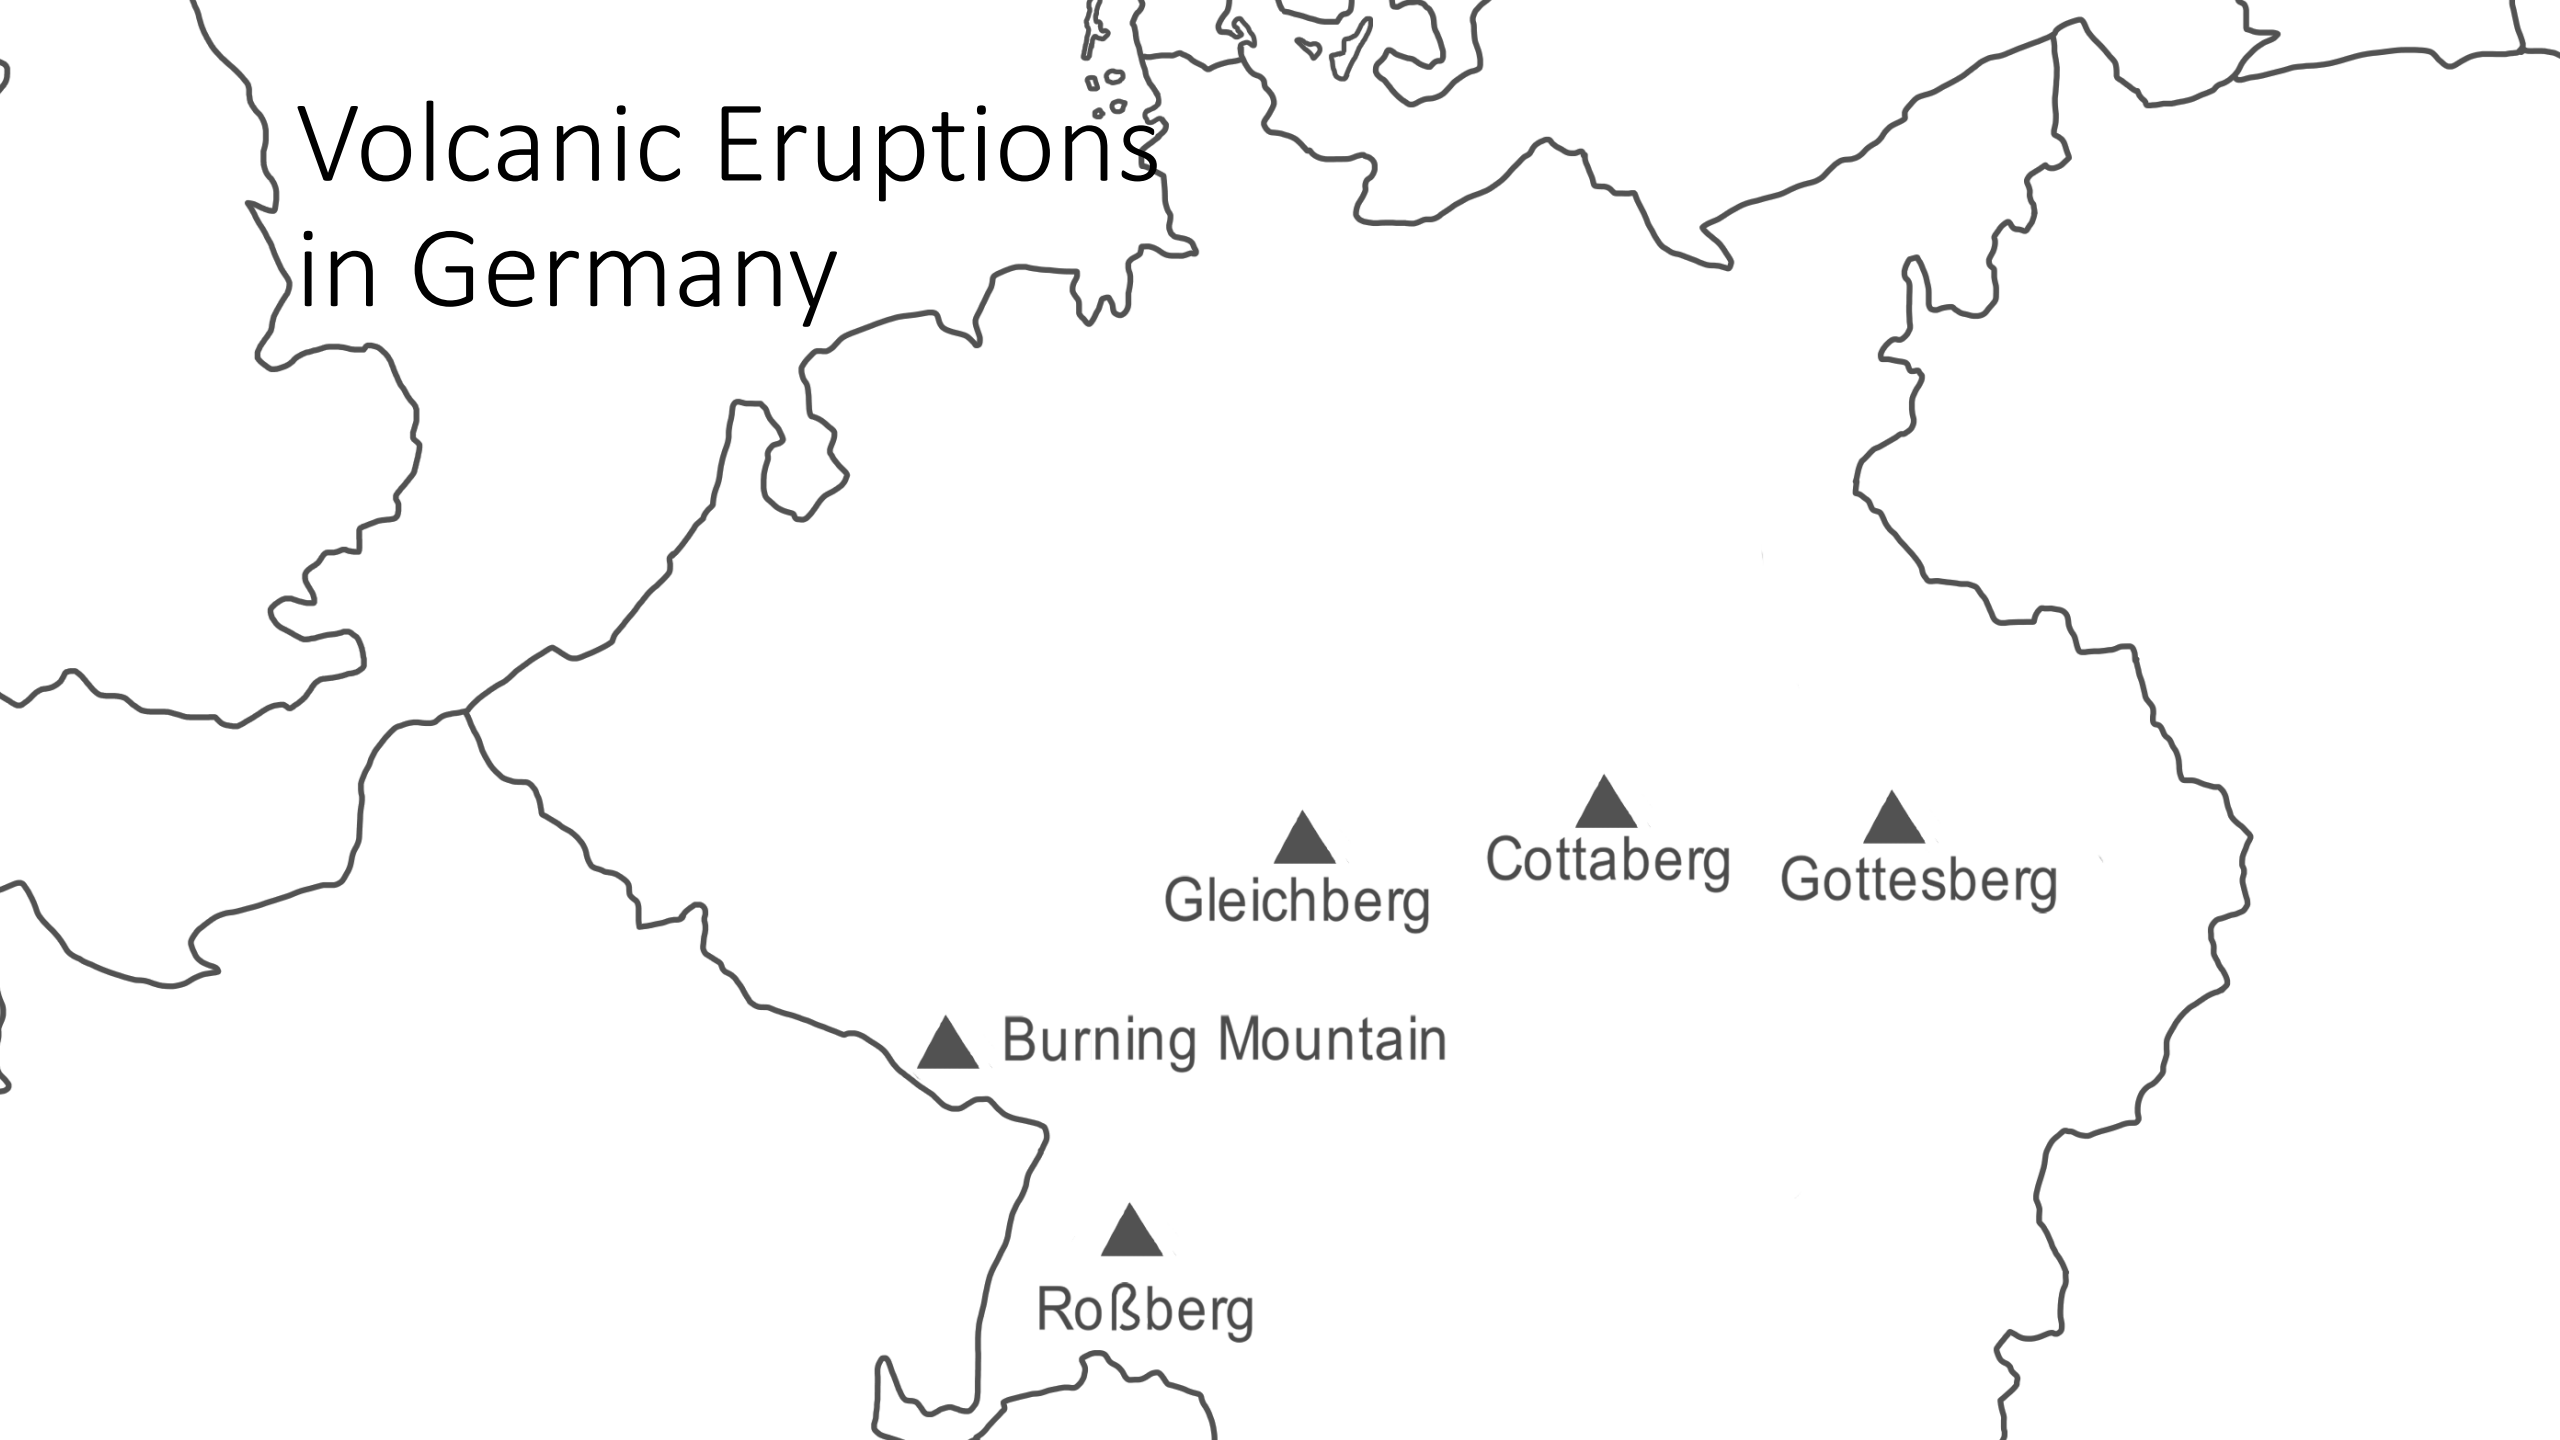 Volcanic Eruptions
in Germany
Cottaberg
Gottesberg
Gleichberg
Burning Mountain
Roßberg